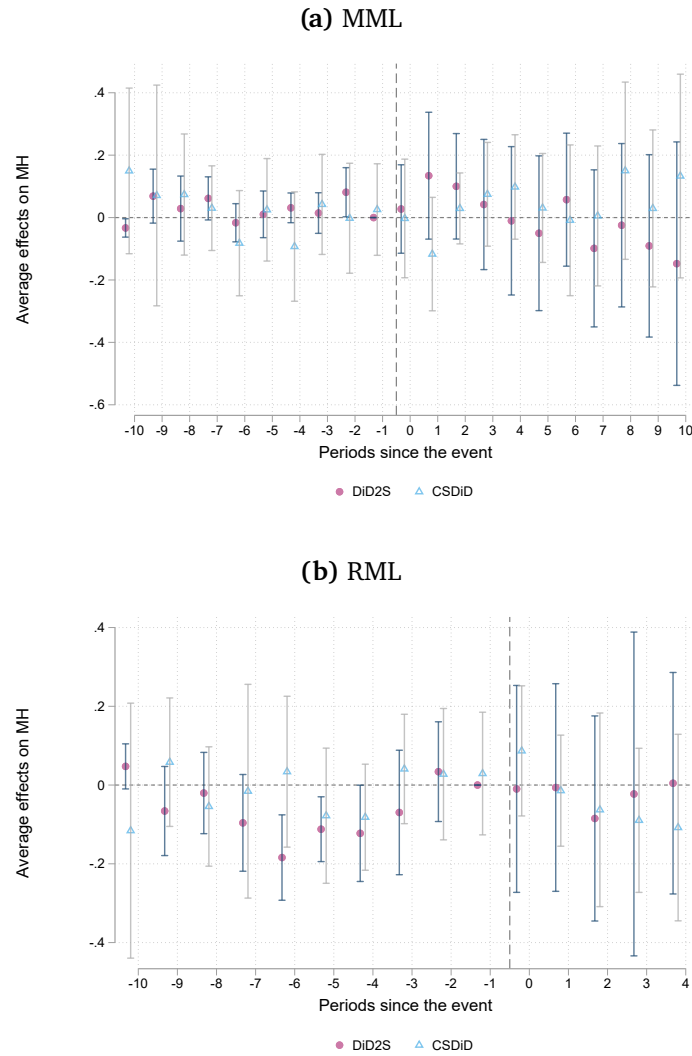 (a) MML
Average effects on MH
.4
.2
0
-.2
-.4
-.6
-10 -9 -8 -7 -6 -5 -4 -3 -2 -1 0 1 2 3 4 5 6 7 8 9 10
Periods since the event
DiD2S CSDiD
(b) RML
Average effects on MH
.4
.2
0
-.2
-.4
-10 -9 -8 -7 -6 -5 -4 -3 -2 -1 0 1 2 3 4
Periods since the event
DiD2S CSDiD